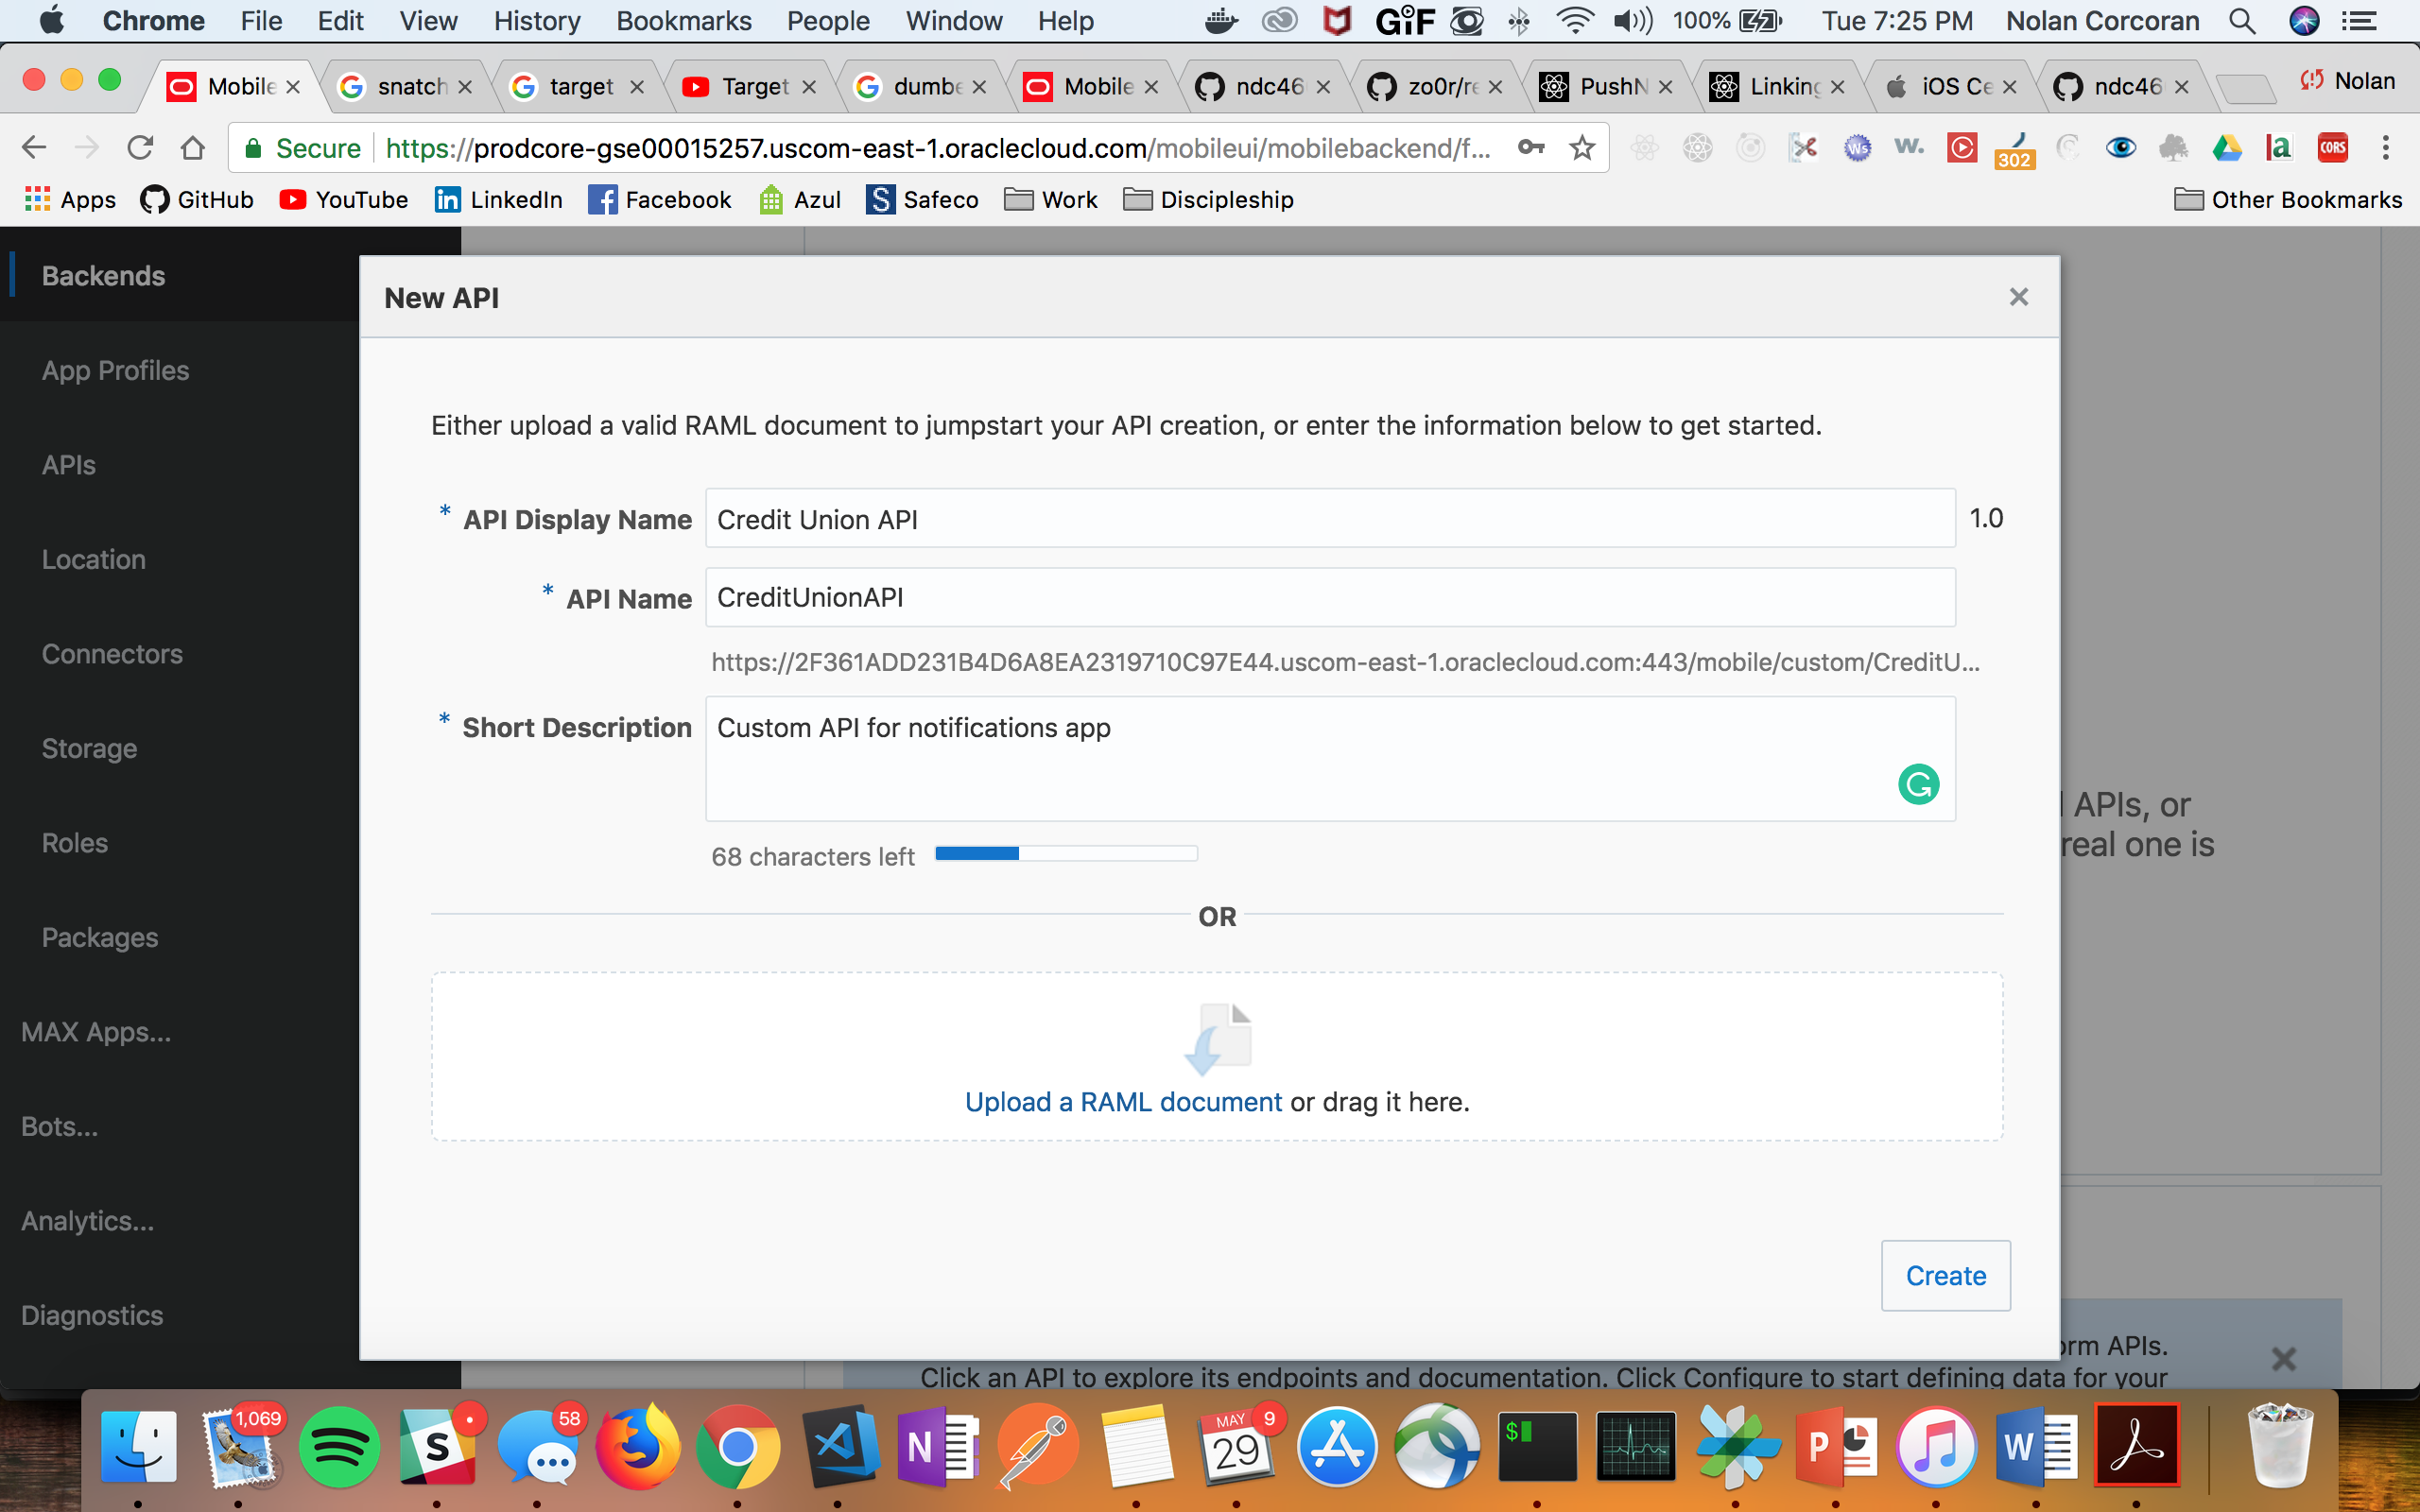 Chrome File Edit View History Bookmarks People Window Help GIF 100% Tue 7:25 PM Nolan Corcoran
Mobile snatch target Target dumbe Mobile ndc46 zo0r/re PushN Linking iOS Ce ndc46 Nolan
Secure https://prodcore-gse00015257.uscom-east-1.oraclecloud.com/mobileui/mobilebackend/f... Ws w. 302 la CORS
Apps GitHub YouTube LinkedIn Facebook Azul S Safeco Work Discipleship Other Bookmarks
Backends
App Profiles
APIs
Location
Connectors
Storage
Roles
Packages
MAX Apps...
Bots...
Analytics...
Diagnostics
New API
Either upload a valid RAML document to jumpstart your API creation, or enter the information below to get started.
* API Display Name Credit Union API 1.0
* API Name CreditUnionAPI
https://2F361ADD231B4D6A8EA2319710C97E44.uscom-east-1.oraclecloud.com:443/mobile/custom/CreditU...
* Short Description Custom API for notifications app
68 characters left
OR
Upload a RAML document or drag it here.
Create
APIs, or
real one is
orm APIs.
Click an API to explore its endpoints and documentation. Click Configure to start defining data for your
1,069 S 58 N MAY 29 9 $ P W